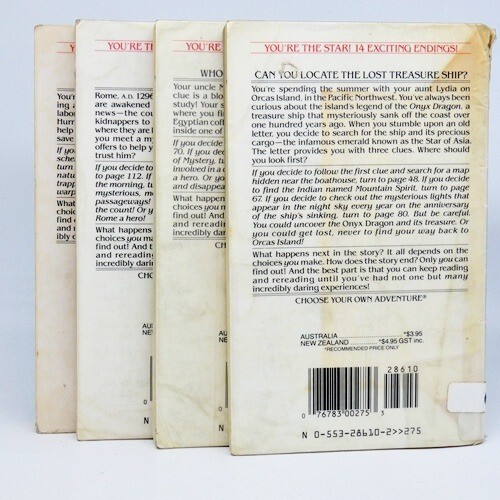 YOU'RE THE STAR! 14 EXCITING ENDINGS!
CAN YOU LOCATE THE LOST TREASURE SHIP?
You're spending the summer with your aunt Lydia on
Orcas Island, in the Pacific Northwest. You've always been
curious about the island's legend of the Onyx Dragon, a
treasure ship that mysteriously sank off the coast over
one hundred years ago. When you stumble upon an old
letter, you decide to search for the ship and its precious
cargo—the infamous emerald known as the Star of Asia.
The letter provides you with three clues. Where should
you look first?
If you decide to follow the first clue and search for a map
hidden near the boathouse, turn to page 48. If you decide
to find the Indian named Mountain Spirit, turn to page
67. If you decide to check out the mysterious lights that
appear in the night sky every year on the anniversary
of the ship's sinking, turn to page 80. But be careful.
You could uncover the Onyx Dragon and its treasure. Or
you could get lost, never to find your way back to
Orcas Island!
What happens next in the story? It all depends on the
choices you make. How does the story end? Only you can
find out! And the best part is that you can keep reading
and rereading until you've had not one but many
incredibly daring experiences!
CHOOSE YOUR OWN ADVENTURE®
AUSTRALIA *$3.95
NEW ZEALAND *$4.95 GST inc.
*RECOMMENDED PRICE ONLY
28610
0 76783 00275 3
N 0-553-28610-2>>275
YOU'RE
WHO
Your uncle
clue is a
study! Your
where you
Egyptian
inside one of
If you decide
70. If you
of Mystery,
involved in a
a hero. Or
and
What
choices you
find out! And
and rereading
incredibly
YOU'RE
Rome, A.D. 1296
are awakened
news—the
kidnappers to
where they are
you meet a
offers to help
trust him?
If you decide to
to page 112. If
the morning,
mysterious,
passageways!
the count! Or
Rome a hero!
What happens
choices you
find out! And
and rereading
incredibly